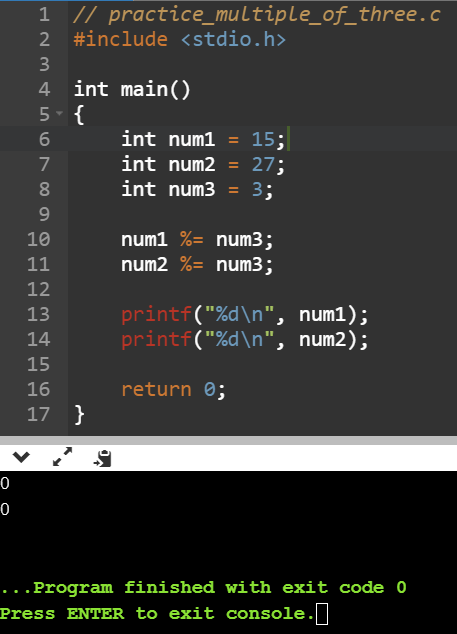 1 // practice_multiple_of_three.c
2 #include <stdio.h>
3
4 int main()
5 {
6     int num1 = 15;
7     int num2 = 27;
8     int num3 = 3;
9
10     num1 %= num3;
11     num2 %= num3;
12
13     printf("%d\n", num1);
14     printf("%d\n", num2);
15
16     return 0;
17 }
0
0
...Program finished with exit code 0
Press ENTER to exit console.